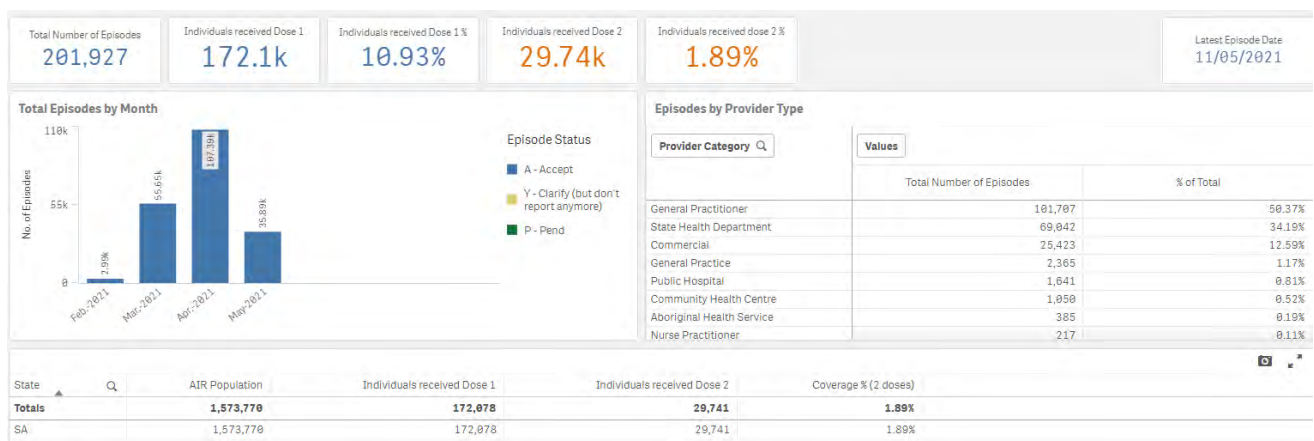 Total Number of Episodes
201,927
Individuals received Dose 1
172.1k
Individuals received Dose 1 %
10.93%
Individuals received Dose 2
29.74k
Individuals received dose 2 %
1.89%
Latest Episode Date
11/05/2021
Total Episodes by Month
No. of Episodes
110k
55k
0
2.99k
55.65k
107.39k
35.89k
Feb.-2021
Mar.-2021
Apr.-2021
May-2021
Episode Status
A - Accept
Y - Clarify (but don't
report anymore)
P - Pend
Episodes by Provider Type
Provider Category
Values
Total Number of Episodes % of Total
General Practitioner 101,707 50.37%
State Health Department 69,042 34.19%
Commercial 25,423 12.59%
General Practice 2,365 1.17%
Public Hospital 1,641 0.81%
Community Health Centre 1,050 0.52%
Aboriginal Health Service 385 0.19%
Nurse Practitioner 217 0.11%
State AIR Population Individuals received Dose 1 Individuals received Dose 2 Coverage % (2 doses)
Totals 1,573,770 172,078 29,741 1.89%
SA 1,573,770 172,078 29,741 1.89%